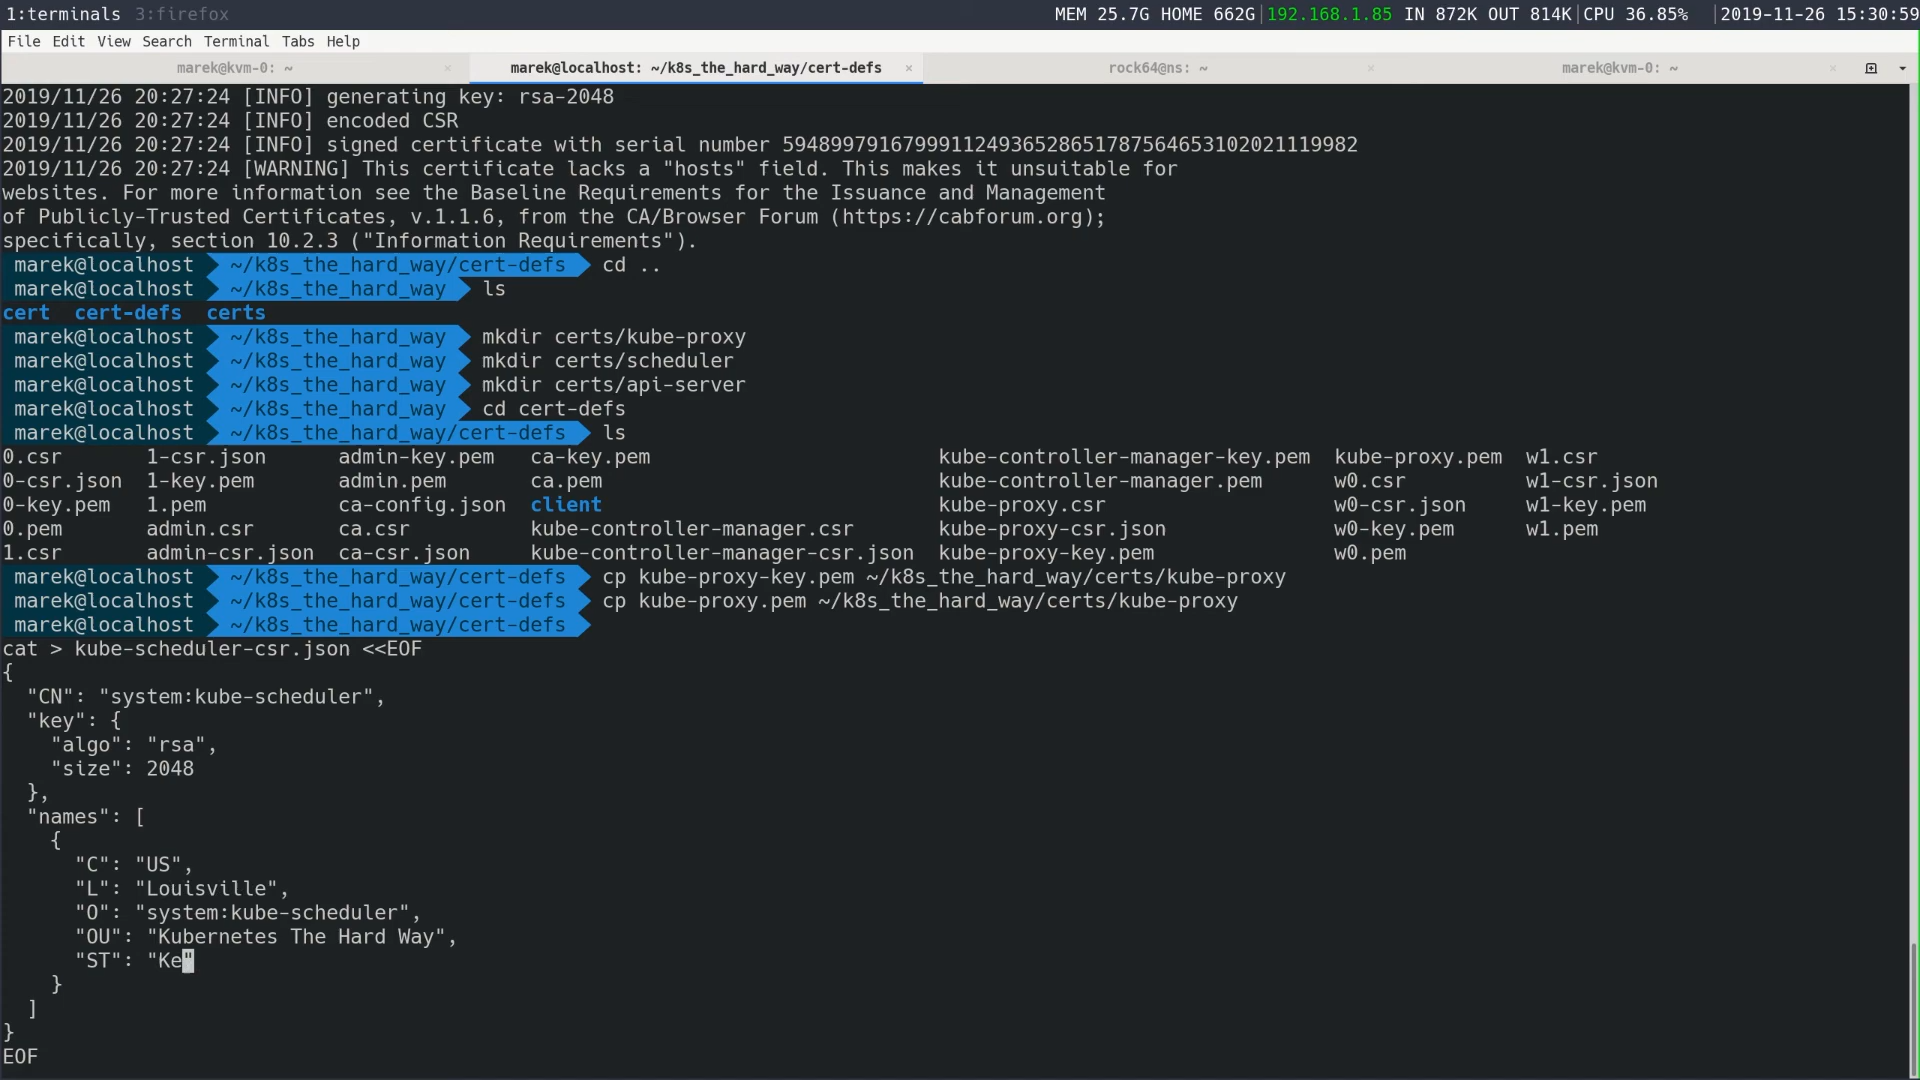 1:terminals 3:firefox MEM 25.7G HOME 662G|192.168.1.85 IN 872K OUT 814K|CPU 36.85% |2019-11-26 15:30:59
File Edit View Search Terminal Tabs Help
marek@kvm-0: ~ × marek@localhost: ~/k8s_the_hard_way/cert-defs × rock64@ns: ~ × marek@kvm-0: ~ ×
2019/11/26 20:27:24 [INFO] generating key: rsa-2048
2019/11/26 20:27:24 [INFO] encoded CSR
2019/11/26 20:27:24 [INFO] signed certificate with serial number 594899791679991124936528651787564653102021119982
2019/11/26 20:27:24 [WARNING] This certificate lacks a "hosts" field. This makes it unsuitable for
websites. For more information see the Baseline Requirements for the Issuance and Management
of Publicly-Trusted Certificates, v.1.1.6, from the CA/Browser Forum (https://cabforum.org);
specifically, section 10.2.3 ("Information Requirements").
marek@localhost ~/k8s_the_hard_way/cert-defs cd ..
marek@localhost ~/k8s_the_hard_way ls
cert cert-defs certs
marek@localhost ~/k8s_the_hard_way mkdir certs/kube-proxy
marek@localhost ~/k8s_the_hard_way mkdir certs/scheduler
marek@localhost ~/k8s_the_hard_way mkdir certs/api-server
marek@localhost ~/k8s_the_hard_way cd cert-defs
marek@localhost ~/k8s_the_hard_way/cert-defs ls
0.csr 1-csr.json admin-key.pem ca-key.pem kube-controller-manager-key.pem kube-proxy.pem w1.csr
0-csr.json 1-key.pem admin.pem ca.pem kube-controller-manager.pem w0.csr w1-csr.json
0-key.pem 1.pem ca-config.json client kube-proxy.csr w0-csr.json w1-key.pem
0.pem admin.csr ca.csr kube-controller-manager.csr kube-proxy-csr.json w0-key.pem w1.pem
1.csr admin-csr.json ca-csr.json kube-controller-manager-csr.json kube-proxy-key.pem w0.pem
marek@localhost ~/k8s_the_hard_way/cert-defs cp kube-proxy-key.pem ~/k8s_the_hard_way/certs/kube-proxy
marek@localhost ~/k8s_the_hard_way/cert-defs cp kube-proxy.pem ~/k8s_the_hard_way/certs/kube-proxy
marek@localhost ~/k8s_the_hard_way/cert-defs
cat > kube-scheduler-csr.json <<EOF
{
  "CN": "system:kube-scheduler",
  "key": {
    "algo": "rsa",
    "size": 2048
  },
  "names": [
    {
      "C": "US",
      "L": "Louisville",
      "O": "system:kube-scheduler",
      "OU": "Kubernetes The Hard Way",
      "ST": "Ke"
    }
  ]
}
EOF